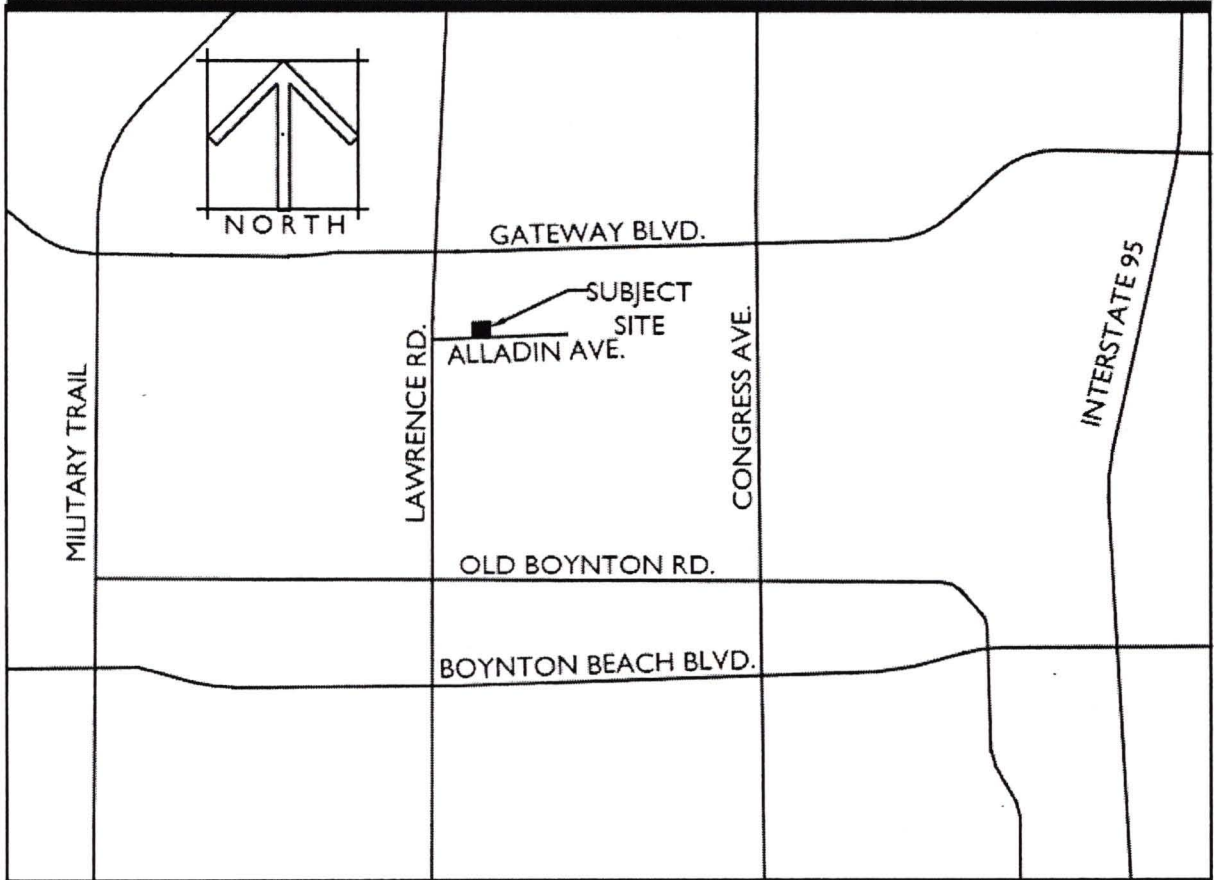 NORTH
GATEWAY BLVD.
SUBJECT
SITE
ALLADIN AVE.
MILITARY TRAIL
LAWRENCE RD.
CONGRESS AVE.
INTERSTATE 95
OLD BOYNTON RD.
BOYNTON BEACH BLVD.